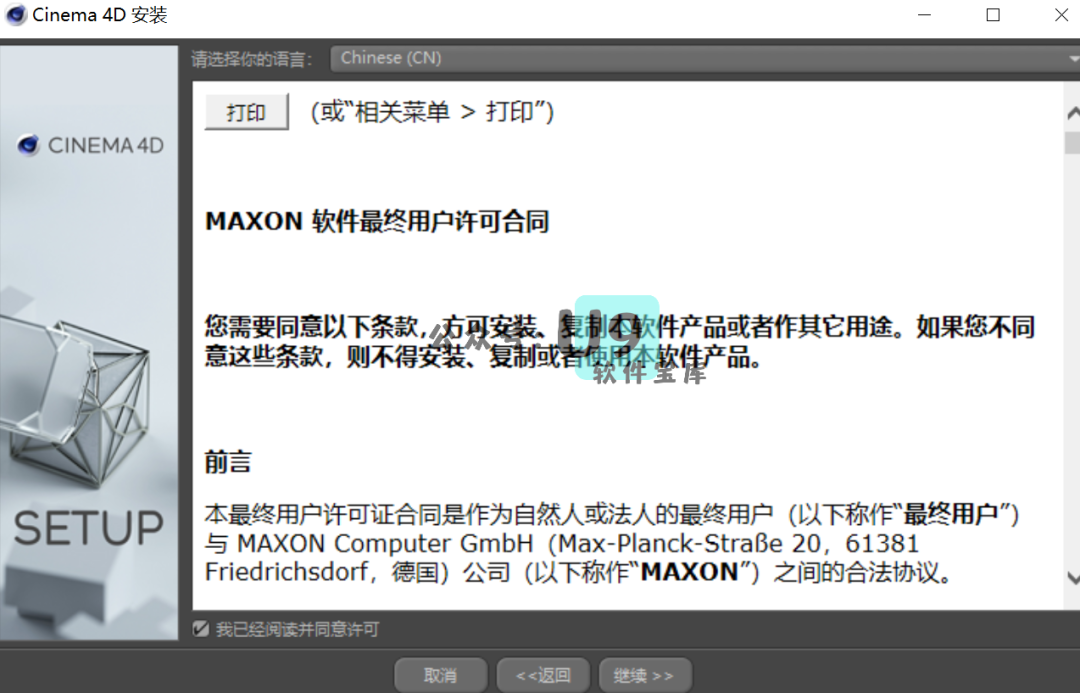 Cinema 4D 安装
请选择你的语言：
Chinese (CN)
CINEMA 4D
打印
(或“相关菜单 > 打印”)
MAXON 软件最终用户许可合同
您需要同意以下条款，方可安装、复制本软件产品或者作其它用途。如果您不同
意这些条款，则不得安装、复制或者使用本软件产品。
公众号.U9
软件宝库
前言
本最终用户许可证合同是作为自然人或法人的最终用户（以下称作“最终用户”）
与 MAXON Computer GmbH（Max-Planck-Straße 20，61381
Friedrichsdorf，德国）公司（以下称作“MAXON”）之间的合法协议。
SETUP
我已经阅读并同意许可
取消
<<返回
继续 >>